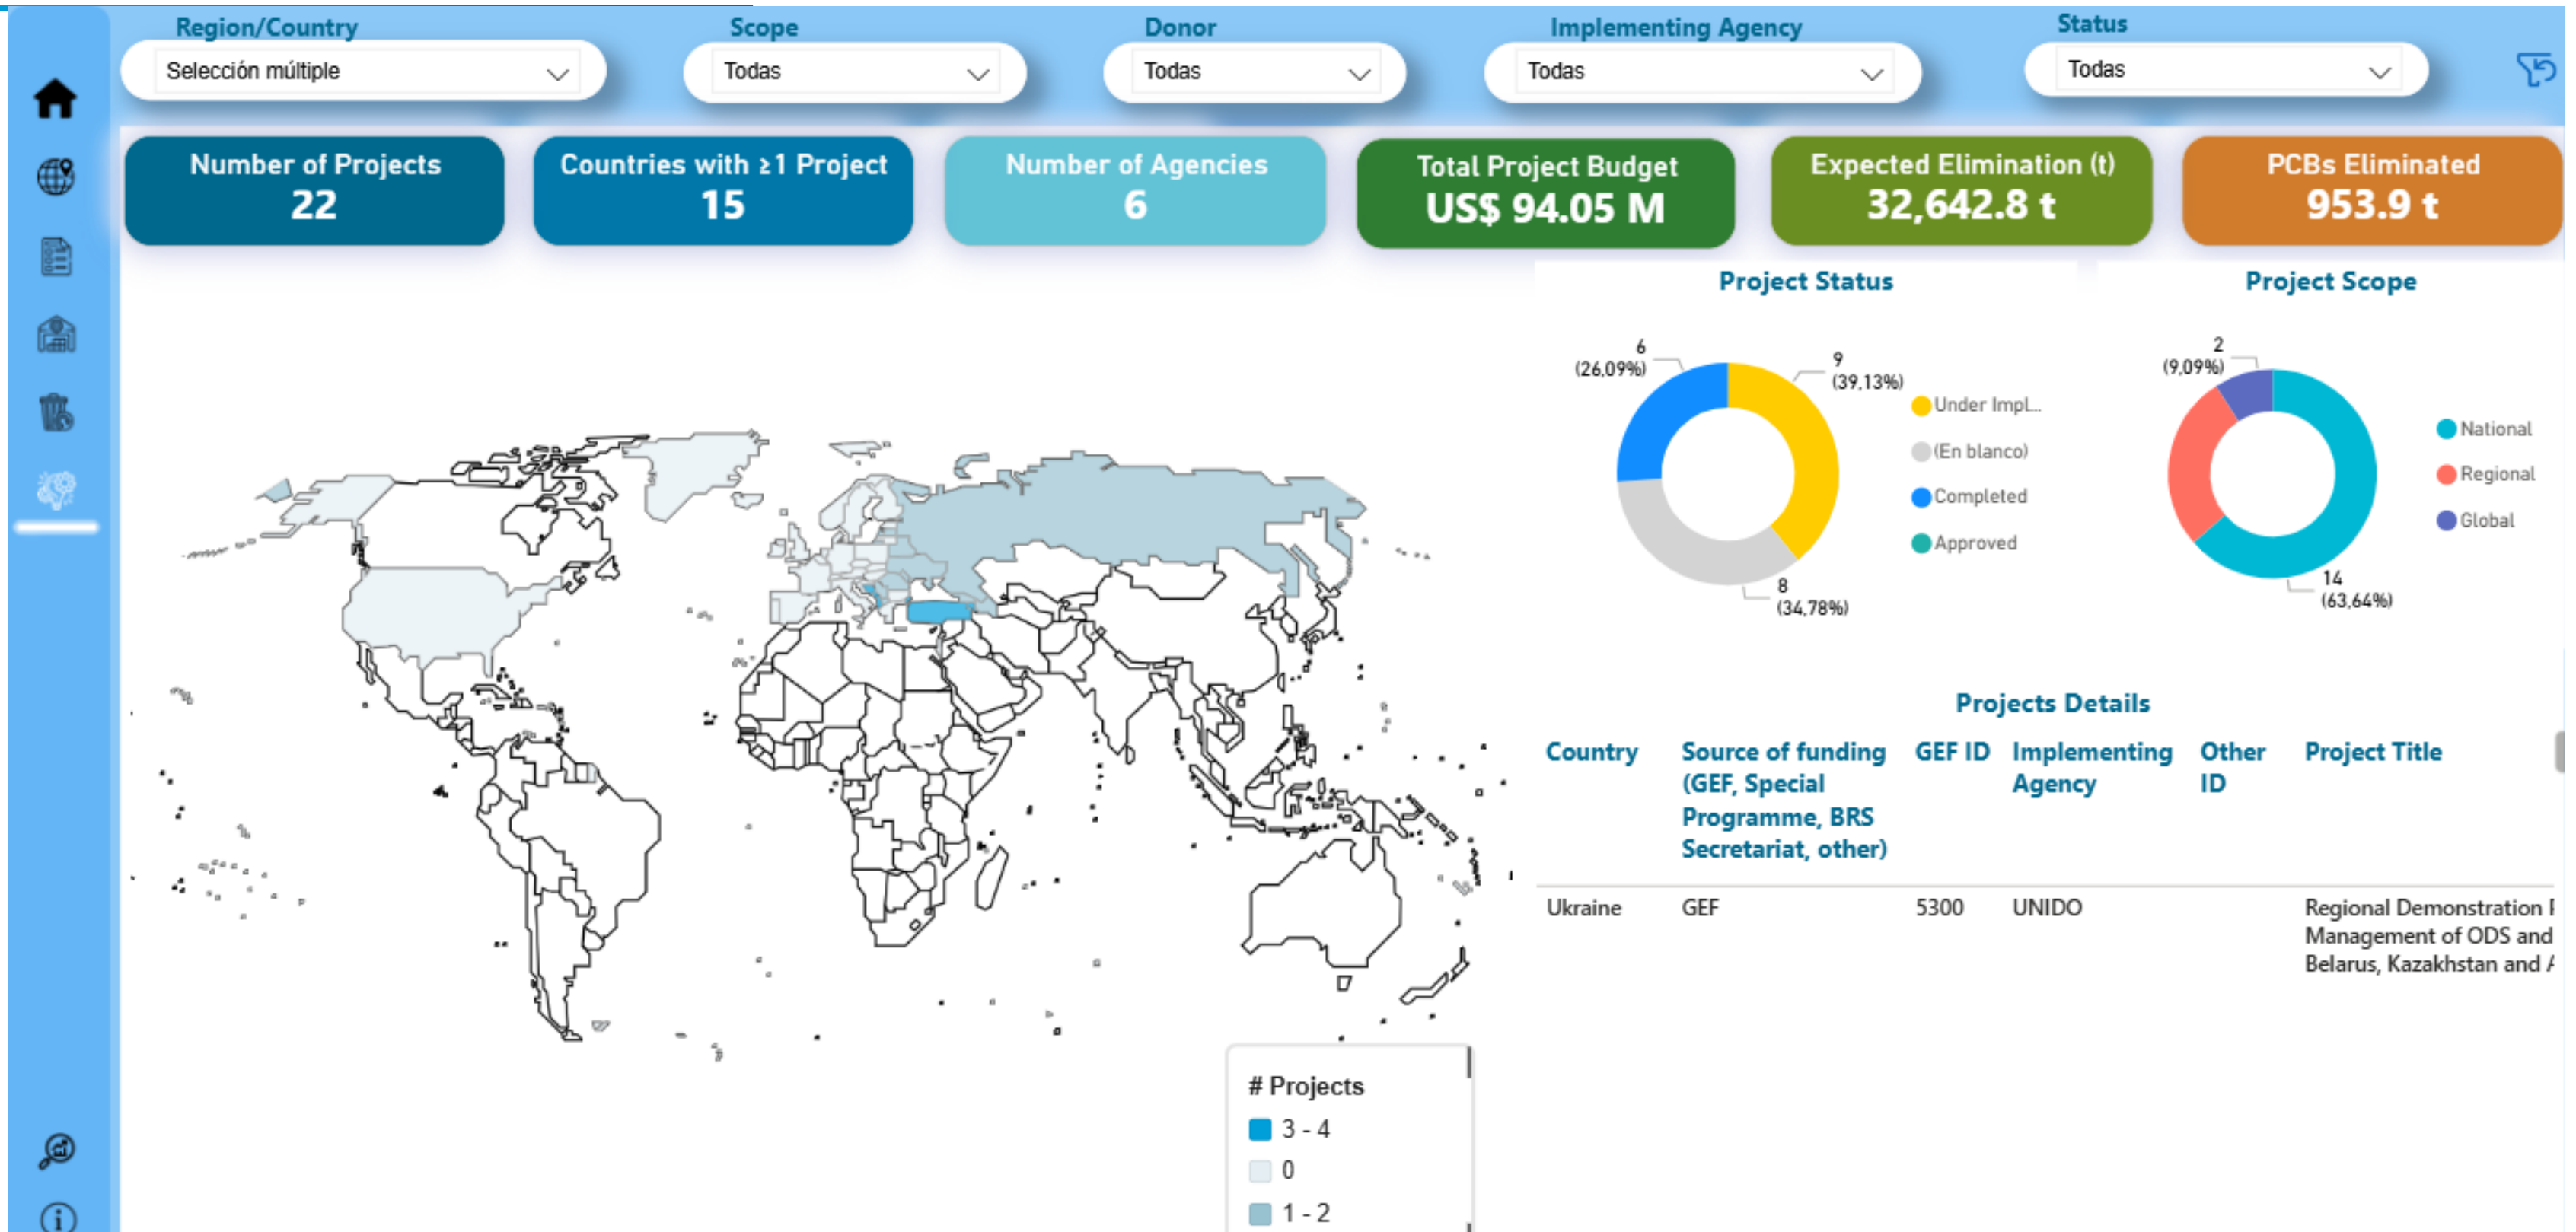 Region/Country
Scope
Donor
Implementing Agency
Status
Selección múltiple
Todas
Todas
Todas
Todas
Number of Projects
22
Countries with ≥1 Project
15
Number of Agencies
6
Total Project Budget
US$ 94.05 M
Expected Elimination (t)
32,642.8 t
PCBs Eliminated
953.9 t
Project Status
6
(26,09%)
9
(39,13%)
8
(34,78%)
Under Impl...
(En blanco)
Completed
Approved
Project Scope
2
(9,09%)
14
(63,64%)
National
Regional
Global
# Projects
3 - 4
0
1 - 2
Projects Details
Country
Source of funding
(GEF, Special
Programme, BRS
Secretariat, other)
GEF ID
Implementing
Agency
Other
ID
Project Title
Ukraine
GEF
5300
UNIDO
Regional Demonstration
Management of ODS and
Belarus, Kazakhstan and